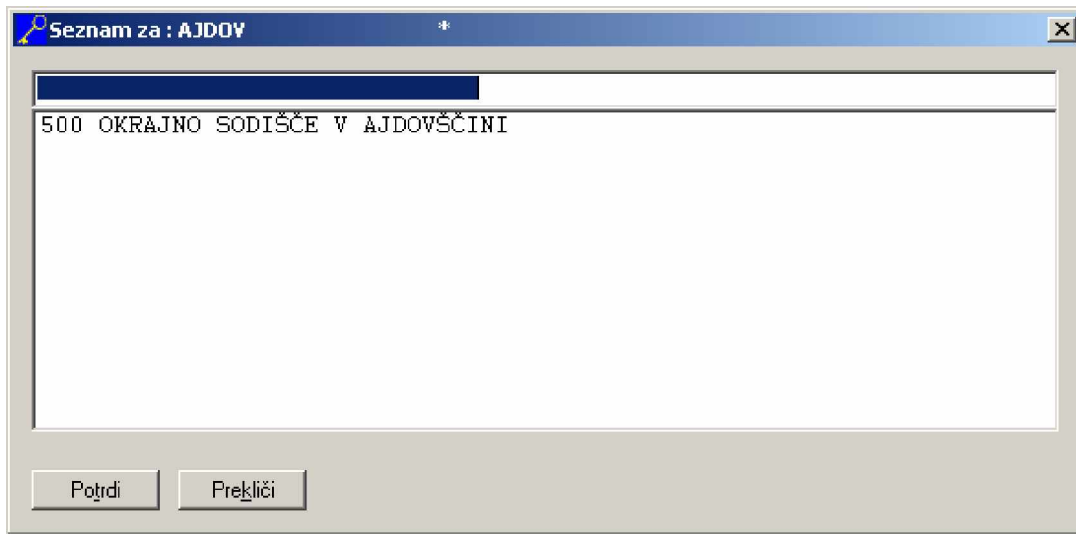 Seznam za : AJDOV *
500 OKRAJNO SODIŠČE V AJDOVŠČINI
Potrdi Prekliči